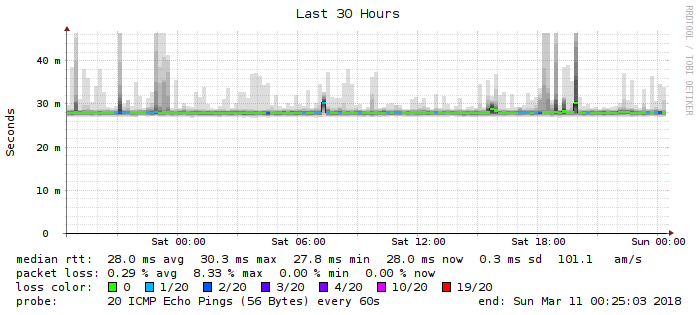 Last 30 Hours
RRDTOOL / TOBI OETIKER
Seconds
40 m
30 m
20 m
10 m
0
Sat 00:00 Sat 06:00 Sat 12:00 Sat 18:00 Sun 00:00
median rtt: 28.0 ms avg 30.3 ms max 27.8 ms min 28.0 ms now 0.3 ms sd 101.1 am/s
packet loss: 0.29 % avg 8.33 % max 0.00 % min 0.00 % now
loss color: 0 1/20 2/20 3/20 4/20 10/20 19/20
probe: 20 ICMP Echo Pings (56 Bytes) every 60s end: Sun Mar 11 00:25:03 2018